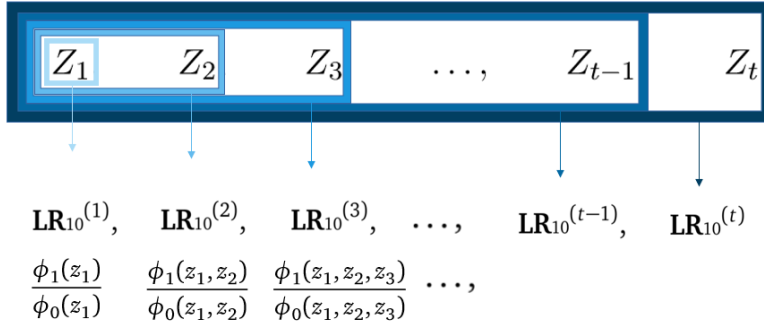 Z₁ Z₂ Z₃ …, Zₜ₋₁ Zₜ
LR₁₀⁽¹⁾, LR₁₀⁽²⁾, LR₁₀⁽³⁾, …, LR₁₀⁽ᵗ⁻¹⁾, LR₁₀⁽ᵗ⁾
ϕ₁(z₁) ϕ₁(z₁, z₂) ϕ₁(z₁, z₂, z₃) …,
ϕ₀(z₁) ϕ₀(z₁, z₂) ϕ₀(z₁, z₂, z₃)